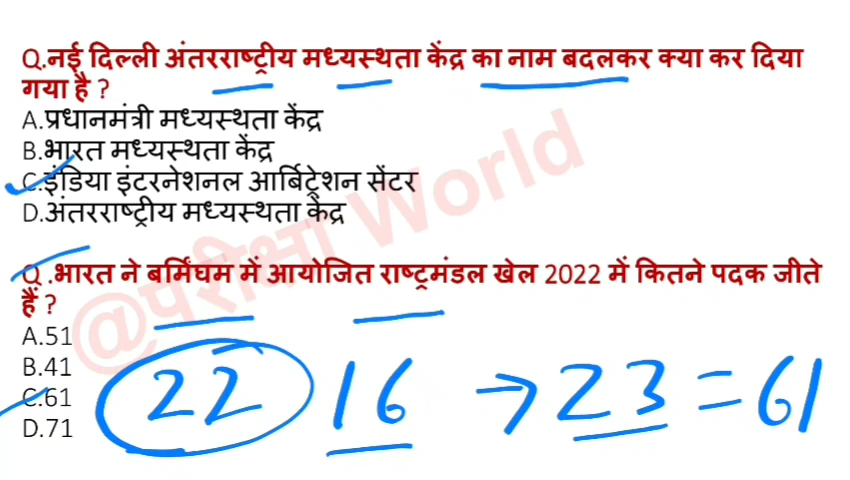 Q.नई दिल्ली अंतरराष्ट्रीय मध्यस्थता केंद्र का नाम बदलकर क्या कर दिया
गया है ?
A.प्रधानमंत्री मध्यस्थता केंद्र
B.भारत मध्यस्थता केंद्र
C.इंडिया इंटरनेशनल आर्बिट्रेशन सेंटर
D.अंतरराष्ट्रीय मध्यस्थता केंद्र
@परीक्षा World
Q .भारत ने बर्मिंघम में आयोजित राष्ट्रमंडल खेल 2022 में कितने पदक जीते
हैं ?
A.51
B.41
C.61
D.71
22 16 → 23 = 61